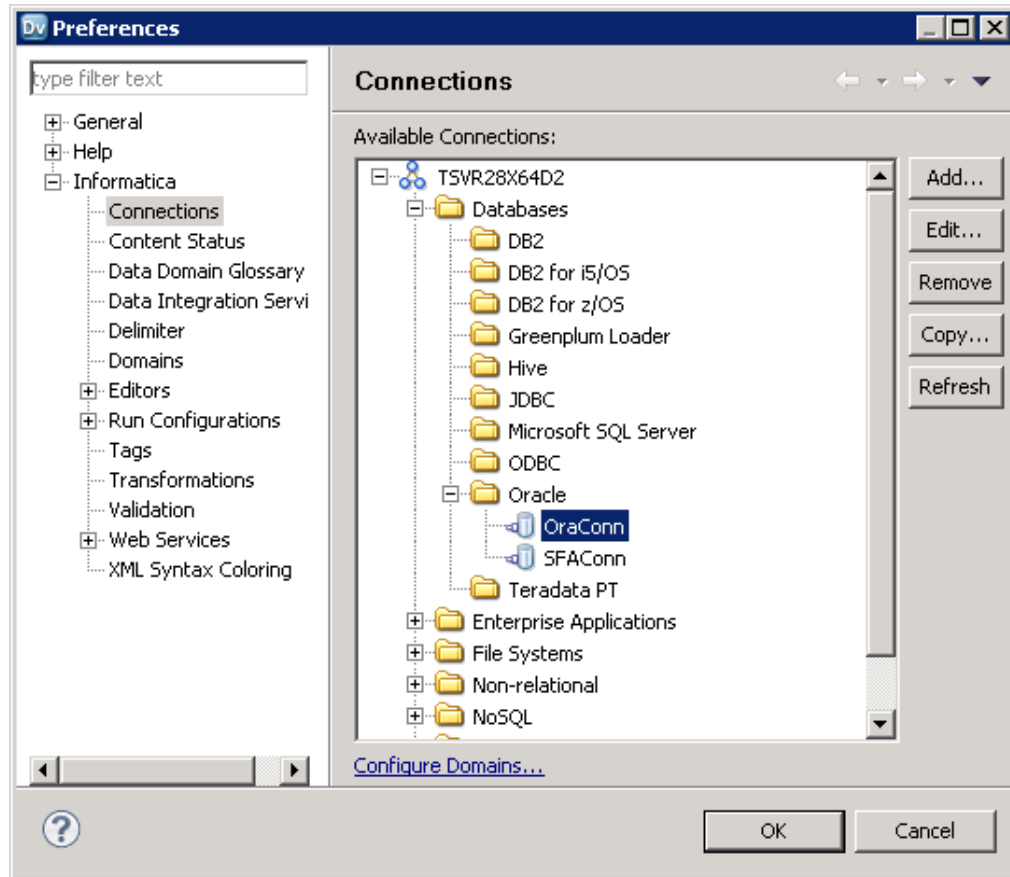 Dv Preferences
type filter text
General
Help
Informatica
Connections
Content Status
Data Domain Glossary
Data Integration Servi
Delimiter
Domains
Editors
Run Configurations
Tags
Transformations
Validation
Web Services
XML Syntax Coloring
Connections
Available Connections:
TSVR28X64D2
Databases
DB2
DB2 for i5/OS
DB2 for z/OS
Greenplum Loader
Hive
JDBC
Microsoft SQL Server
ODBC
Oracle
OraConn
SFAConn
Teradata PT
Enterprise Applications
File Systems
Non-relational
NoSQL
Add...
Edit...
Remove
Copy...
Refresh
Configure Domains...
?
OK
Cancel